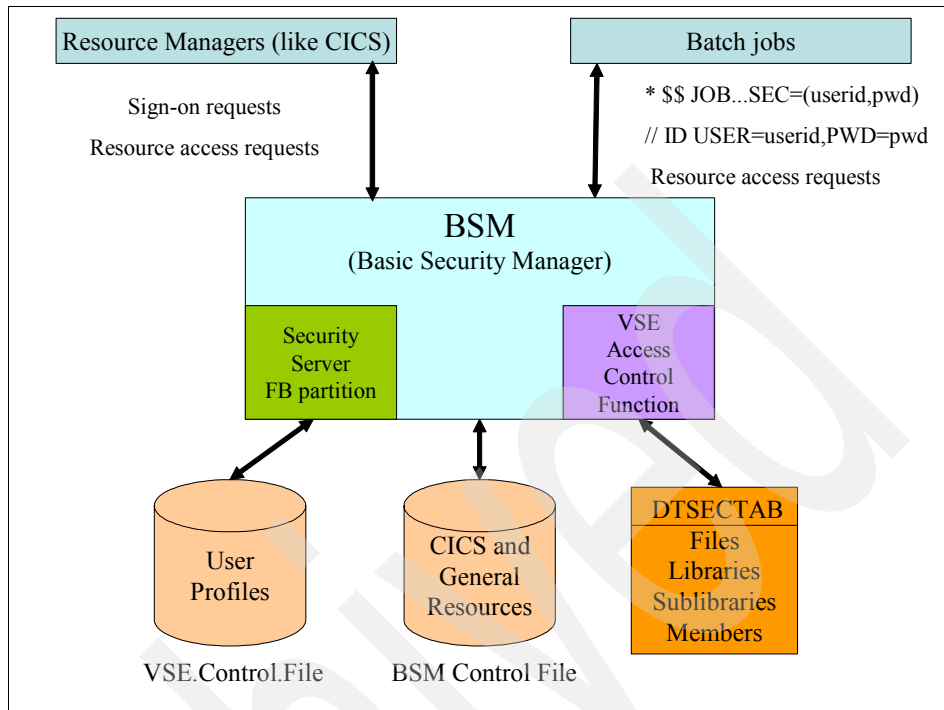 Resource Managers (like CICS)
Batch jobs
Sign-on requests
Resource access requests
* $$ JOB...SEC=(userid,pwd)
// ID USER=userid,PWD=pwd
Resource access requests
BSM
(Basic Security Manager)
Security
Server
FB partition
VSE
Access
Control
Function
User
Profiles
CICS and
General
Resources
DTSECTAB
Files
Libraries
Sublibraries
Members
VSE.Control.File
BSM Control File